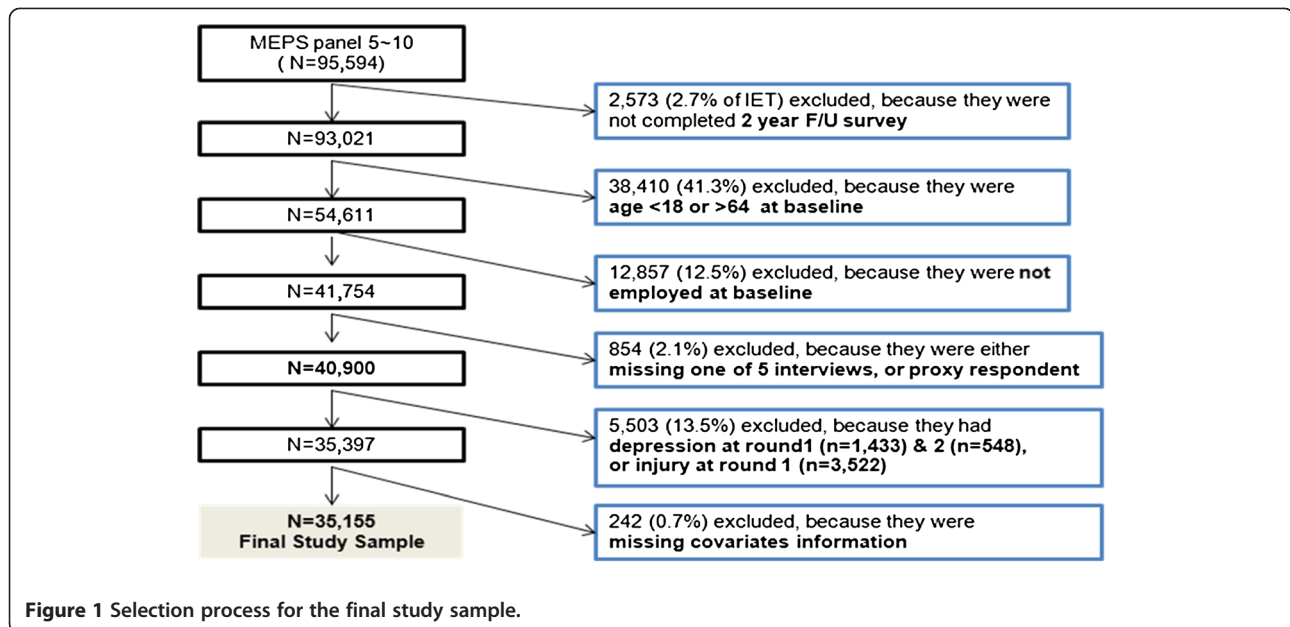 MEPS panel 5~10
( N=95,594)
2,573 (2.7% of IET) excluded, because they were
not completed 2 year F/U survey
N=93,021
38,410 (41.3%) excluded, because they were
age <18 or >64 at baseline
N=54,611
12,857 (12.5%) excluded, because they were not
employed at baseline
N=41,754
854 (2.1%) excluded, because they were either
missing one of 5 interviews, or proxy respondent
N=40,900
5,503 (13.5%) excluded, because they had
depression at round1 (n=1,433) & 2 (n=548),
or injury at round 1 (n=3,522)
N=35,397
242 (0.7%) excluded, because they were
missing covariates information
N=35,155
Final Study Sample
Figure 1 Selection process for the final study sample.